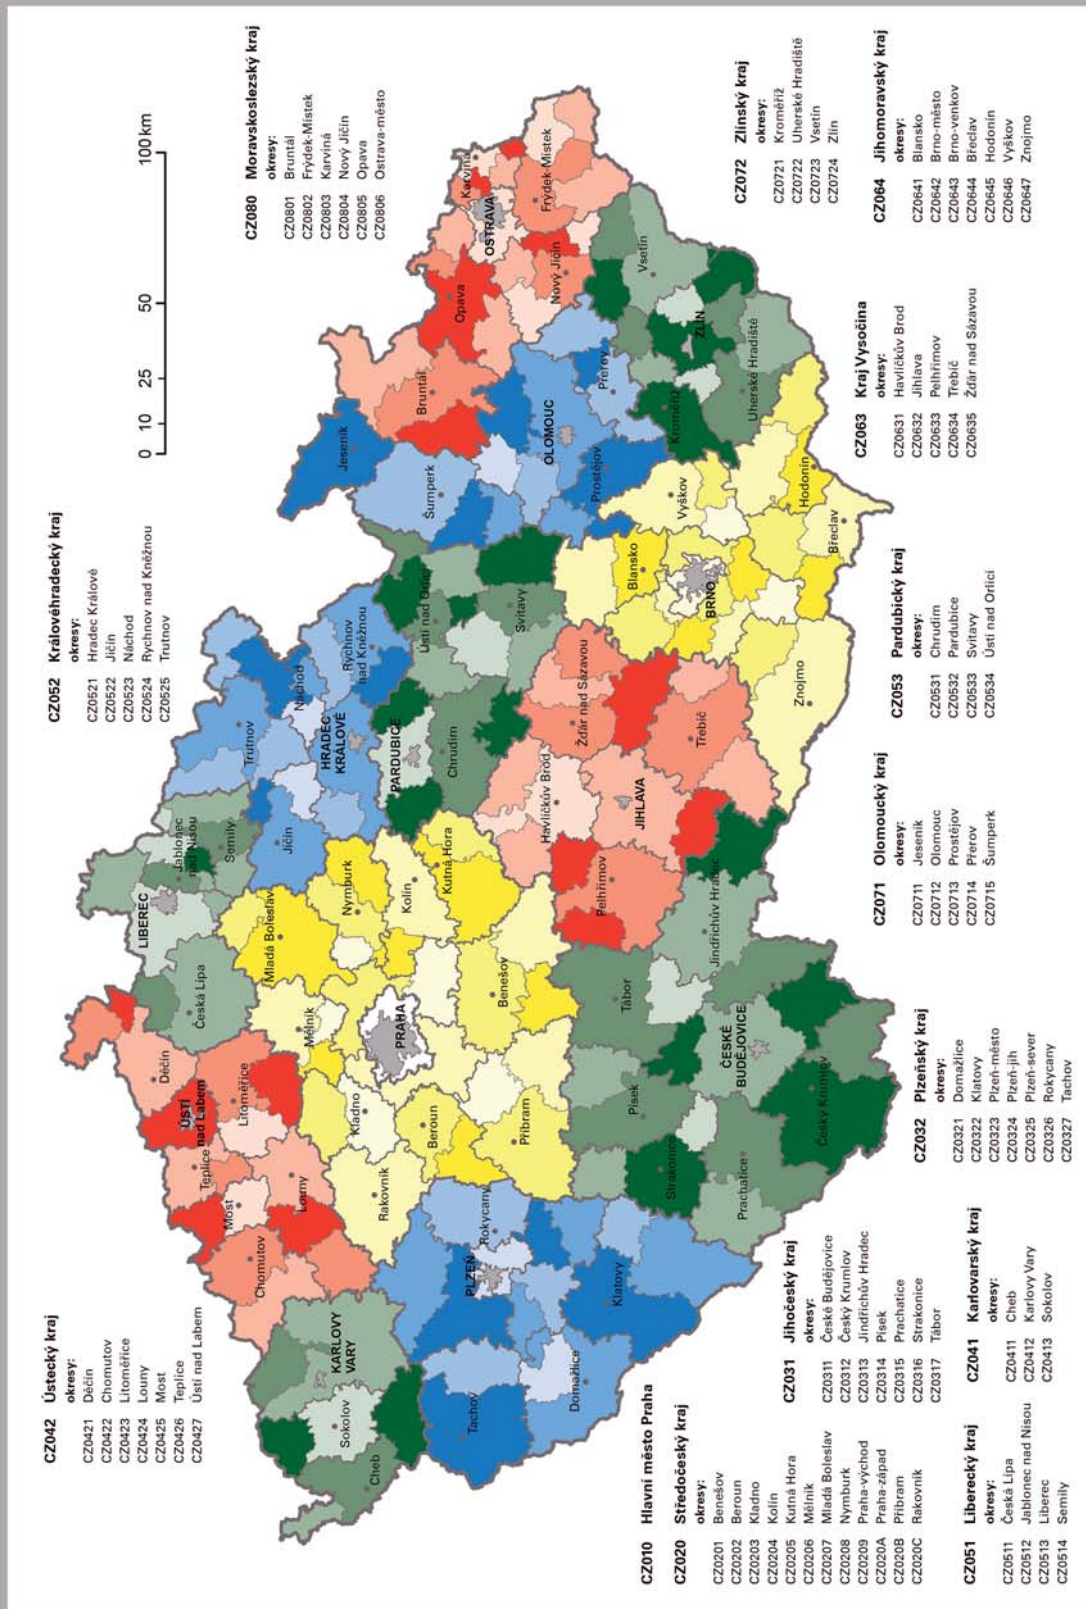 CZ042 Ústecký kraj
okresy:
CZ0421 Děčín
CZ0422 Chomutov
CZ0423 Litoměřice
CZ0424 Louny
CZ0425 Most
CZ0426 Teplice
CZ0427 Ústí nad Labem
CZ052 Královéhradecký kraj
okresy:
CZ0521 Hradec Králové
CZ0522 Jičín
CZ0523 Náchod
CZ0524 Rychnov nad Kněžnou
CZ0525 Trutnov
0 10 25 50 100 km
CZ080 Moravskoslezský kraj
okresy:
CZ0801 Bruntál
CZ0802 Frýdek-Místek
CZ0803 Karviná
CZ0804 Nový Jičín
CZ0805 Opava
CZ0806 Ostrava-město
Děčín
ÚSTÍ
nad Labem
Teplice
Litoměřice
Most
Louny
Chomutov
LIBEREC
Jablonec
nad Nisou
Semily
Česká Lípa
Trutnov
Náchod
Jičín
HRADEC
KRÁLOVÉ
Rychnov
nad Kněžnou
KARLOVY
VARY
Sokolov
Cheb
Mladá Boleslav
Mělník
Nymburk
Kolín
Kutná Hora
PRAHA
Kladno
Rakovník
Beroun
Benešov
Příbram
PARDUBICE
Chrudim
Ústí nad Orlicí
Svitavy
Jeseník
Šumperk
OLOMOUC
Přerov
Prostějov
Bruntál
Opava
OSTRAVA
Karviná
Frýdek-Místek
Nový Jičín
Tachov
PLZEŇ
Rokycany
Domažlice
Klatovy
Strakonice
Písek
Tábor
Prachatice
ČESKÉ
BUDĚJOVICE
Český Krumlov
Jindřichův Hradec
Pelhřimov
Havlíčkův Brod
JIHLAVA
Žďár nad Sázavou
Třebíč
Znojmo
BRNO
Blansko
Vyškov
Hodonín
Břeclav
Kroměříž
ZLÍN
Vsetín
Uherské Hradiště
CZ010 Hlavní město Praha
CZ020 Středočeský kraj
okresy:
CZ0201 Benešov
CZ0202 Beroun
CZ0203 Kladno
CZ0204 Kolín
CZ0205 Kutná Hora
CZ0206 Mělník
CZ0207 Mladá Boleslav
CZ0208 Nymburk
CZ0209 Praha-východ
CZ020A Praha-západ
CZ020B Příbram
CZ020C Rakovník
CZ031 Jihočeský kraj
okresy:
CZ0311 České Budějovice
CZ0312 Český Krumlov
CZ0313 Jindřichův Hradec
CZ0314 Písek
CZ0315 Prachatice
CZ0316 Strakonice
CZ0317 Tábor
CZ032 Plzeňský kraj
okresy:
CZ0321 Domažlice
CZ0322 Klatovy
CZ0323 Plzeň-město
CZ0324 Plzeň-jih
CZ0325 Plzeň-sever
CZ0326 Rokycany
CZ0327 Tachov
CZ041 Karlovarský kraj
okresy:
CZ0411 Cheb
CZ0412 Karlovy Vary
CZ0413 Sokolov
CZ051 Liberecký kraj
okresy:
CZ0511 Česká Lípa
CZ0512 Jablonec nad Nisou
CZ0513 Liberec
CZ0514 Semily
CZ071 Olomoucký kraj
okresy:
CZ0711 Jeseník
CZ0712 Olomouc
CZ0713 Prostějov
CZ0714 Přerov
CZ0715 Šumperk
CZ053 Pardubický kraj
okresy:
CZ0531 Chrudim
CZ0532 Pardubice
CZ0533 Svitavy
CZ0534 Ústí nad Orlicí
CZ063 Kraj Vysočina
okresy:
CZ0631 Havlíčkův Brod
CZ0632 Jihlava
CZ0633 Pelhřimov
CZ0634 Třebíč
CZ0635 Žďár nad Sázavou
CZ072 Zlínský kraj
okresy:
CZ0721 Kroměříž
CZ0722 Uherské Hradiště
CZ0723 Vsetín
CZ0724 Zlín
CZ064 Jihomoravský kraj
okresy:
CZ0641 Blansko
CZ0642 Brno-město
CZ0643 Brno-venkov
CZ0644 Břeclav
CZ0645 Hodonín
CZ0646 Vyškov
CZ0647 Znojmo